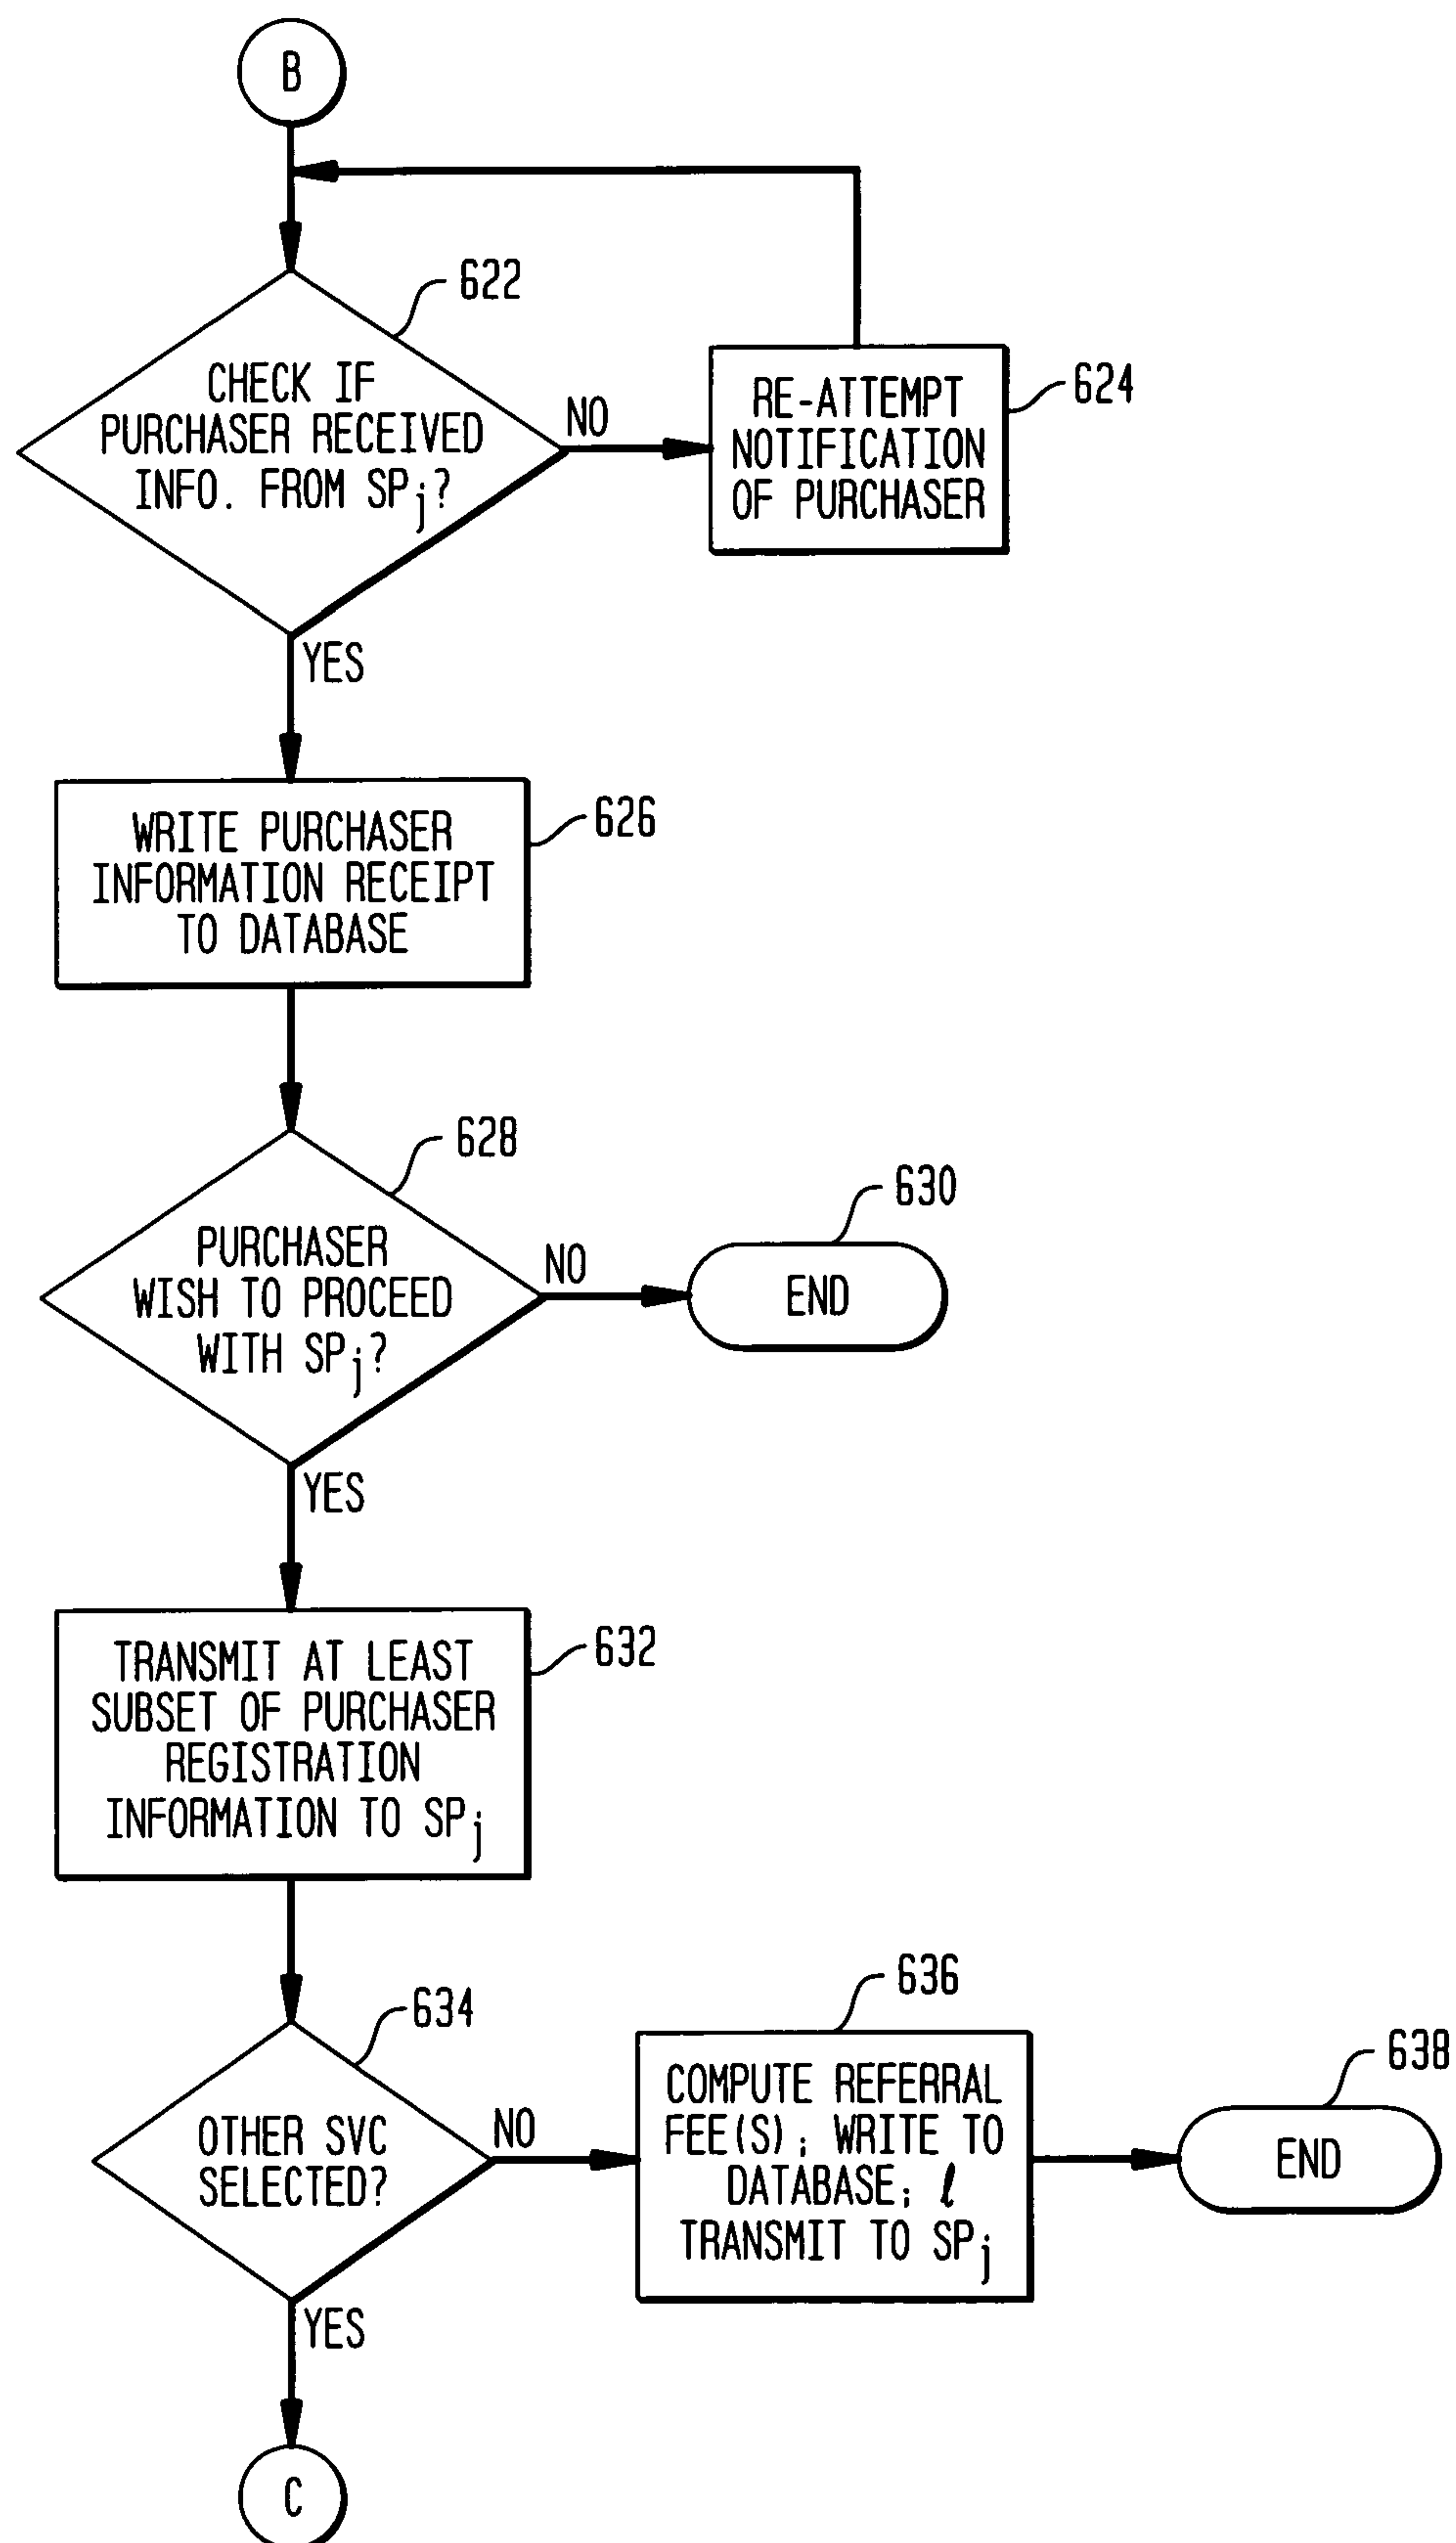 B
622
CHECK IF
PURCHASER RECEIVED
INFO. FROM SPj?
NO
RE-ATTEMPT
NOTIFICATION
OF PURCHASER
624
YES
WRITE PURCHASER
INFORMATION RECEIPT
TO DATABASE
626
628
PURCHASER
WISH TO PROCEED
WITH SPj?
NO
630
END
YES
TRANSMIT AT LEAST
SUBSET OF PURCHASER
REGISTRATION
INFORMATION TO SPj
632
634
OTHER SVC
SELECTED?
NO
636
COMPUTE REFERRAL
FEE(S); WRITE TO
DATABASE; ℓ
TRANSMIT TO SPj
638
END
YES
C